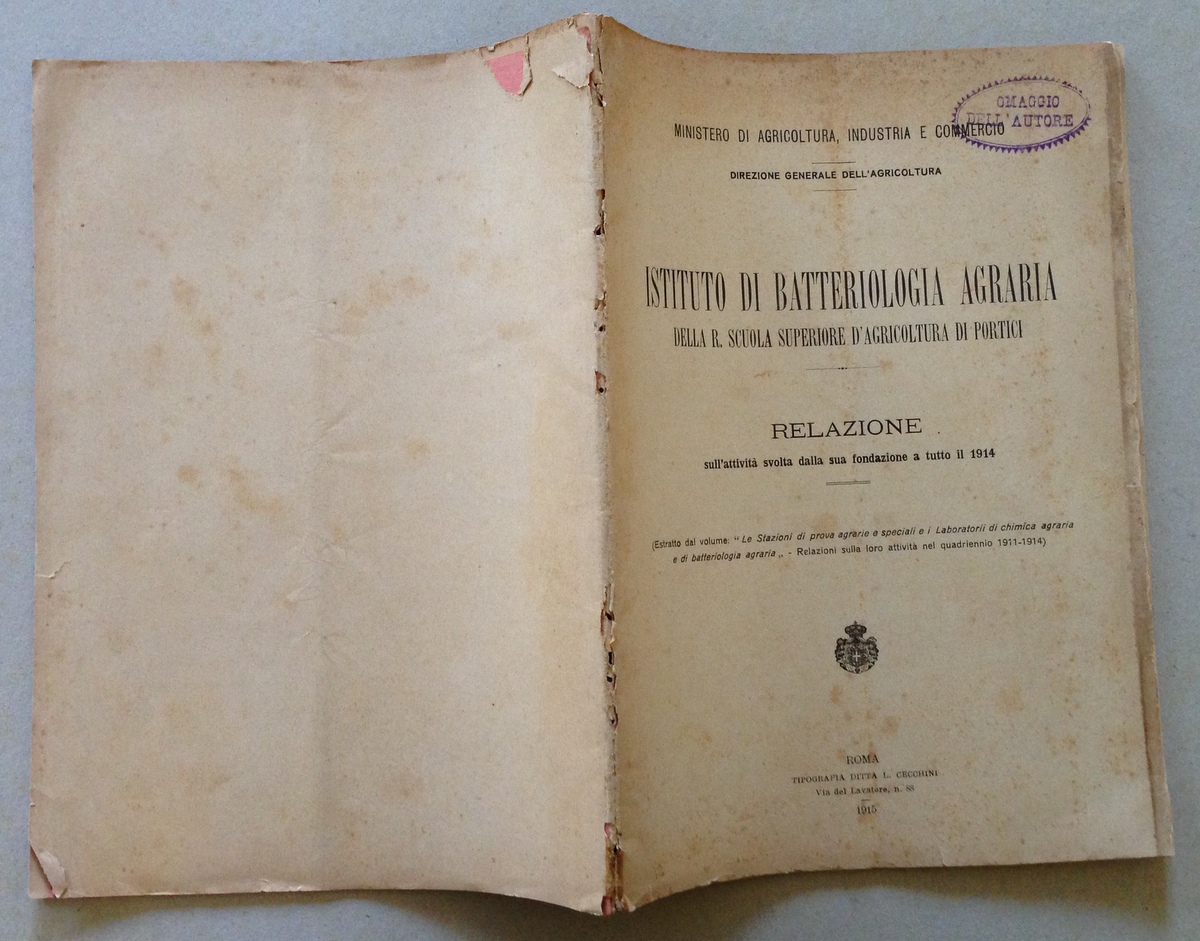 OMAGGIO
DELL'AUTORE
MINISTERO DI AGRICOLTURA, INDUSTRIA E COMMERCIO
DIREZIONE GENERALE DELL'AGRICOLTURA
ISTITUTO DI BATTERIOLOGIA AGRARIA
DELLA R. SCUOLA SUPERIORE D'AGRICOLTURA DI PORTICI
RELAZIONE
sull'attività svolta dalla sua fondazione a tutto il 1914
(Estratto dal volume: " Le Stazioni di prova agrarie e speciali e i Laboratorii di chimica agraria
e di batteriologia agraria „ - Relazioni sulla loro attività nel quadriennio 1911-1914)
ROMA
TIPOGRAFIA DITTA L. CECCHINI
Via del Lavatore, n. 88
1915